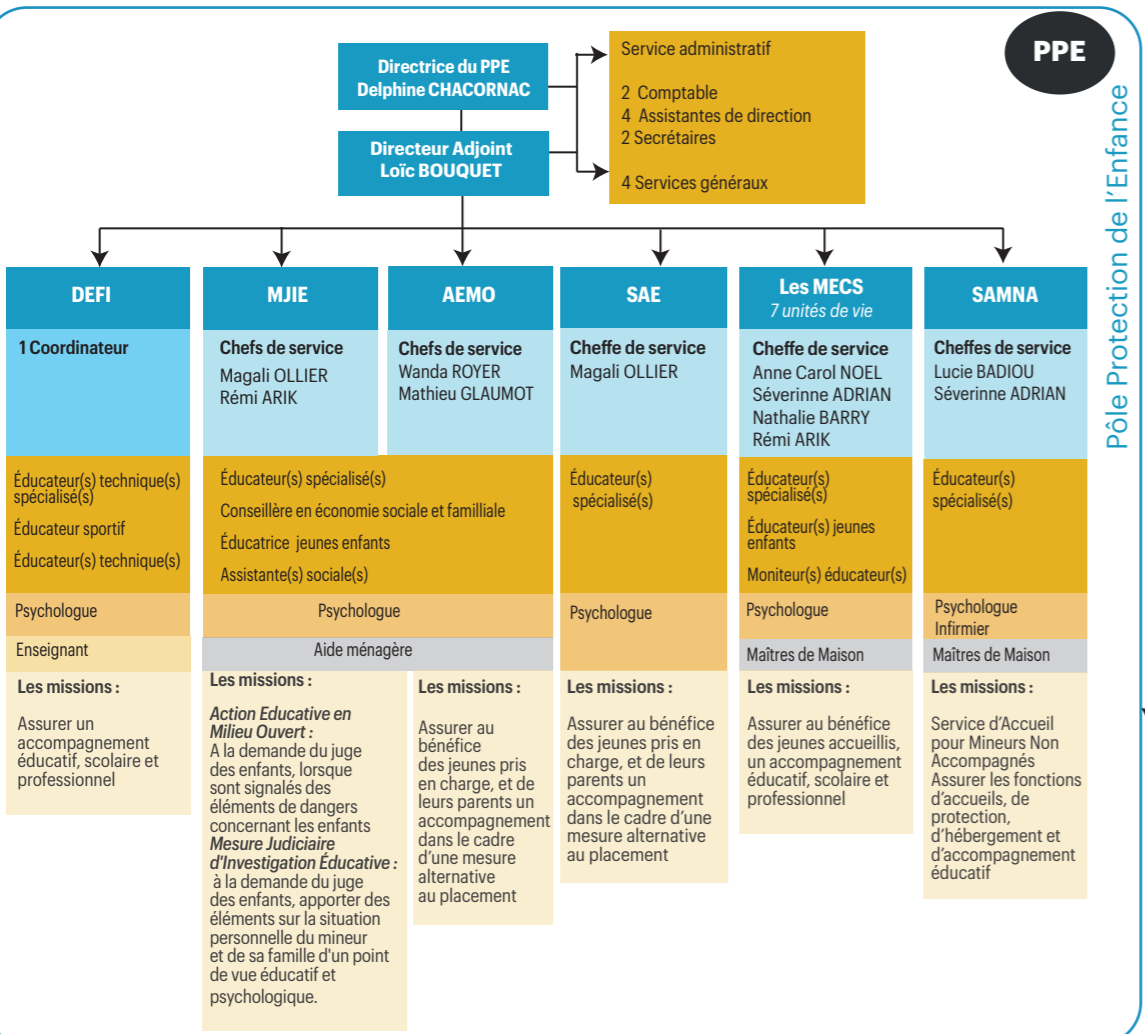 PPE
Pôle Protection de l'Enfance
Directrice du PPE
Delphine CHACORNAC
Directeur Adjoint
Loïc BOUQUET
Service administratif
2 Comptable
4 Assistantes de direction
2 Secrétaires
4 Services généraux
DEFI
1 Coordinateur
Éducateur(s) technique(s)
spécialisé(s)
Éducateur sportif
Éducateur(s) technique(s)
Psychologue
Enseignant
Les missions :
Assurer un
accompagnement
éducatif, scolaire et
professionnel
MJIE
Chefs de service
Magali OLLIER
Rémi ARIK
AEMO
Chefs de service
Wanda ROYER
Mathieu GLAUMOT
Éducateur(s) spécialisé(s)
Conseillère en économie sociale et familliale
Éducatrice jeunes enfants
Assistante(s) sociale(s)
Psychologue
Aide ménagère
Les missions :
Action Educative en
Milieu Ouvert :
A la demande du juge
des enfants, lorsque
sont signalés des
éléments de dangers
concernant les enfants
Mesure Judiciaire
d'Investigation Éducative :
à la demande du juge
des enfants, apporter des
éléments sur la situation
personnelle du mineur
et de sa famille d'un point
de vue éducatif et
psychologique.
Les missions :
Assurer au
bénéfice
des jeunes pris
en charge, et de
leurs parents un
accompagnement
dans le cadre
d'une mesure
alternative
au placement
SAE
Cheffe de service
Magali OLLIER
Éducateur(s)
spécialisé(s)
Psychologue
Les missions :
Assurer au bénéfice
des jeunes pris en
charge, et de leurs
parents un
accompagnement
dans le cadre d'une
mesure alternative
au placement
Les MECS
7 unités de vie
Cheffe de service
Anne Carol NOEL
Séverinne ADRIAN
Nathalie BARRY
Rémi ARIK
Éducateur(s)
spécialisé(s)
Éducateur(s) jeunes
enfants
Moniteur(s) éducateur(s)
Psychologue
Maîtres de Maison
Les missions :
Assurer au bénéfice
des jeunes accueillis,
un accompagnement
éducatif, scolaire et
professionnel
SAMNA
Cheffes de service
Lucie BADIOU
Séverinne ADRIAN
Éducateur(s)
spécialisé(s)
Psychologue
Infirmier
Maîtres de Maison
Les missions :
Service d'Accueil
pour Mineurs Non
Accompagnés
Assurer les fonctions
d'accueils, de
protection,
d'hébergement et
d'accompagnement
éducatif